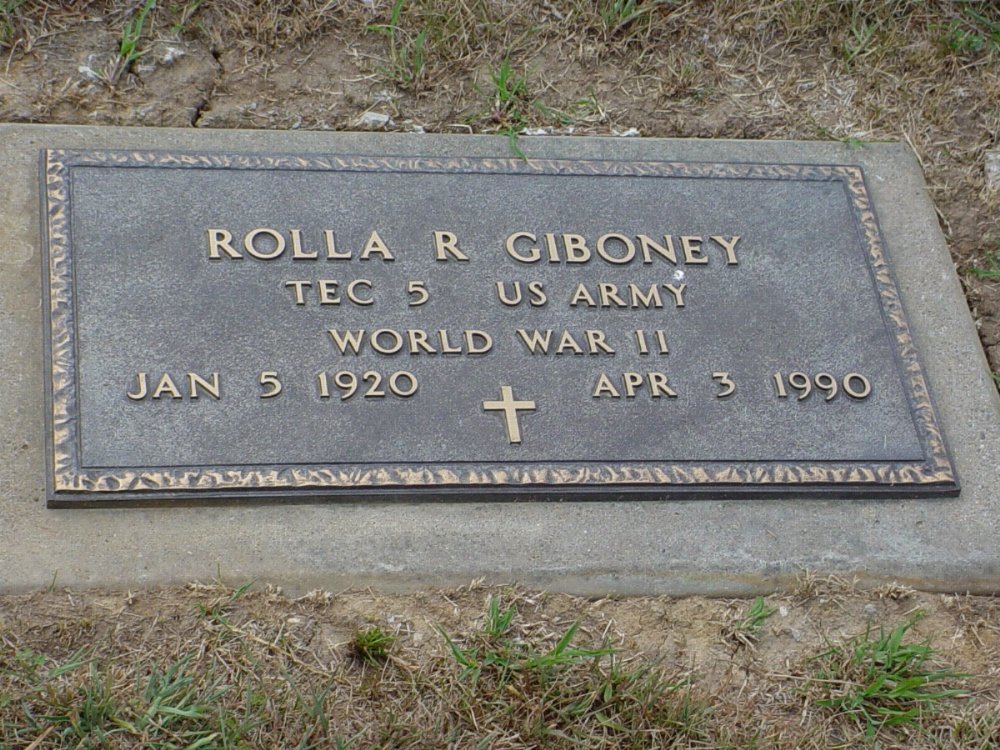 ROLLA R GIBONEY
TEC 5 US ARMY
WORLD WAR II
JAN 5 1920 APR 3 1990